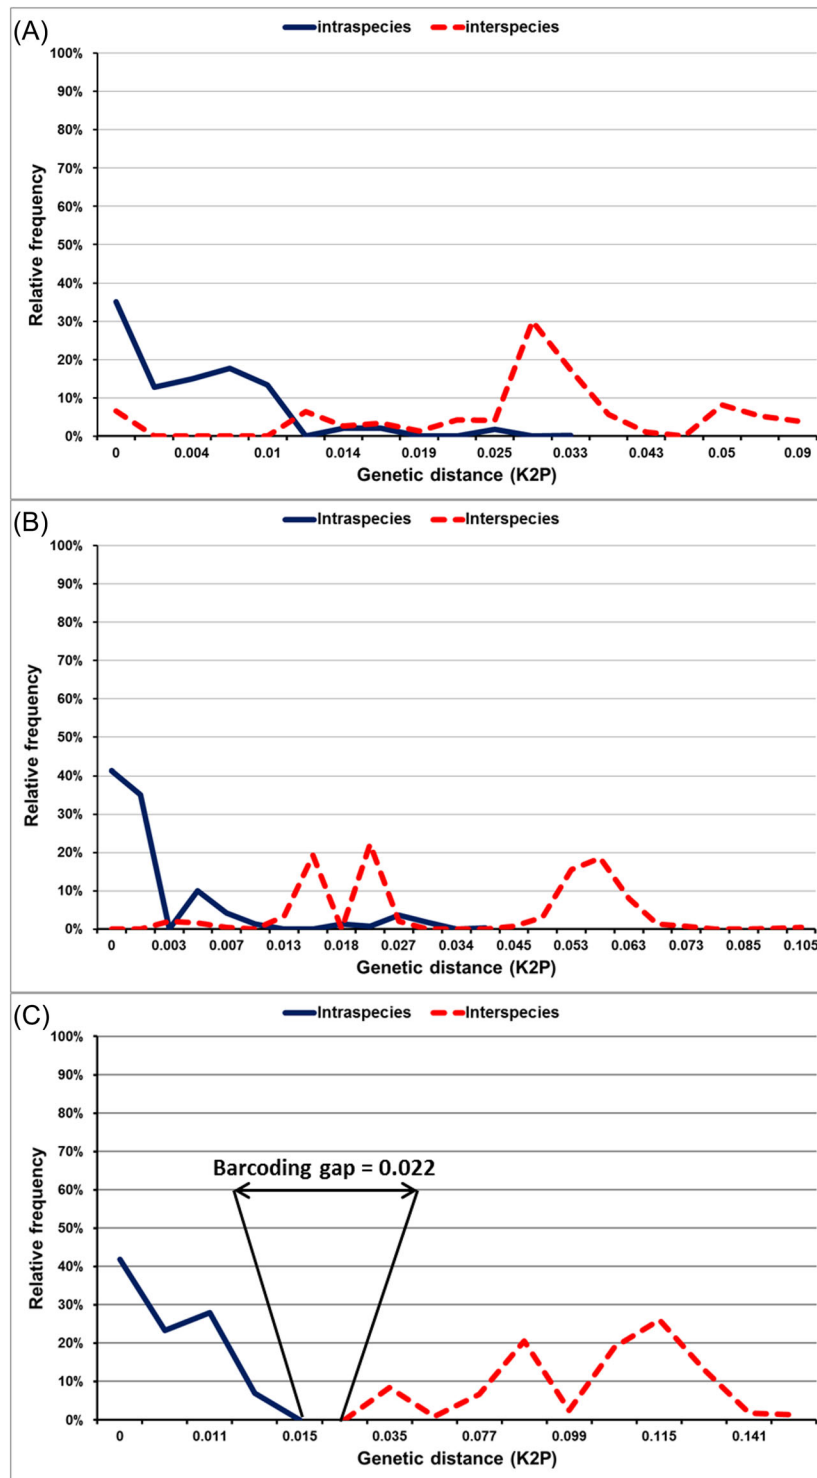 (A)
intraspecies interspecies
100%
90%
80%
70%
60%
50%
40%
30%
20%
10%
0%
Relative frequency
0 0.004 0.01 0.014 0.019 0.025 0.033 0.043 0.05 0.09
Genetic distance (K2P)
(B)
Intraspecies Interspecies
100%
90%
80%
70%
60%
50%
40%
30%
20%
10%
0%
Relative frequency
0 0.003 0.007 0.013 0.018 0.027 0.034 0.045 0.053 0.063 0.073 0.085 0.105
Genetic distance (K2P)
(C)
Intraspecies Interspecies
100%
90%
80%
70%
60%
50%
40%
30%
20%
10%
0%
Relative frequency
Barcoding gap = 0.022
0 0.011 0.015 0.035 0.077 0.099 0.115 0.141
Genetic distance (K2P)